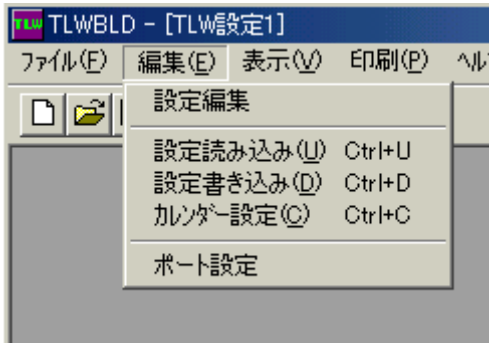 TLW TLWBLD - [TLW設定1]
ファイル(F) 編集(E) 表示(V) 印刷(P)
設定編集
設定読み込み(U) Ctrl+U
設定書き込み(D) Ctrl+D
カレンダー設定(C) Ctrl+C
ポート設定